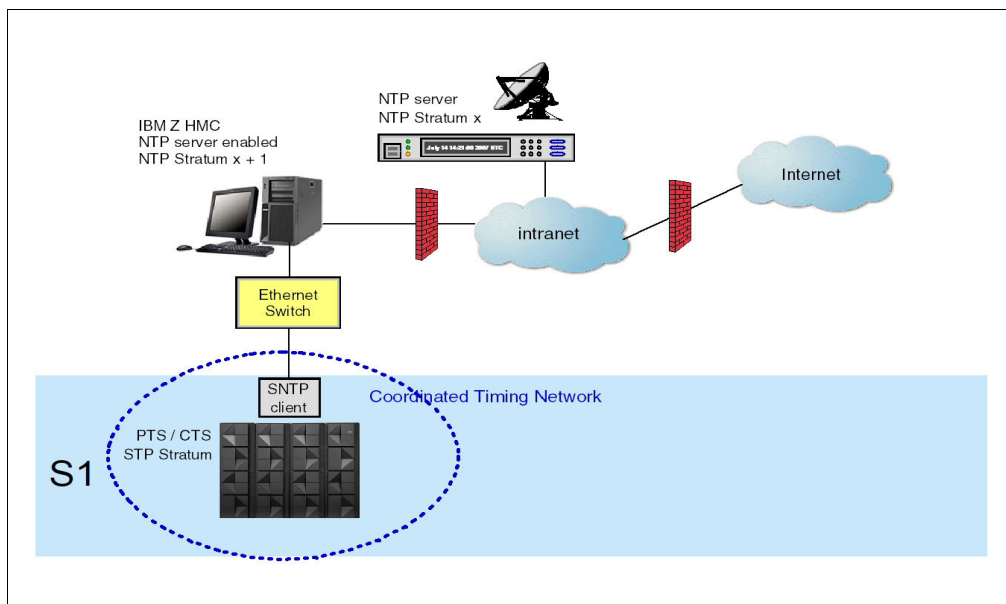 NTP server
NTP Stratum x
IBM Z HMC
NTP server enabled
NTP Stratum x + 1
Internet
intranet
Ethernet
Switch
SNTP
client
Coordinated Timing Network
PTS / CTS
STP Stratum
S1